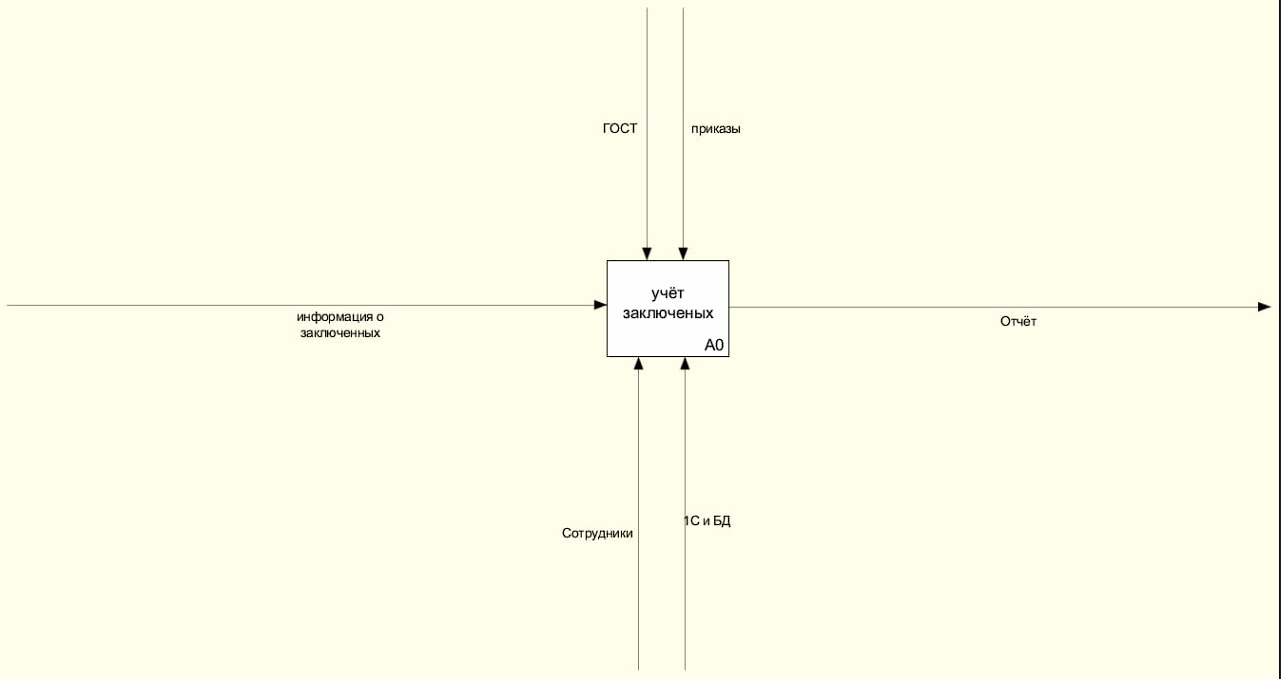 ГОСТ
приказы
учёт
заключеных
A0
информация о
заключенных
Отчёт
Сотрудники
1С и БД